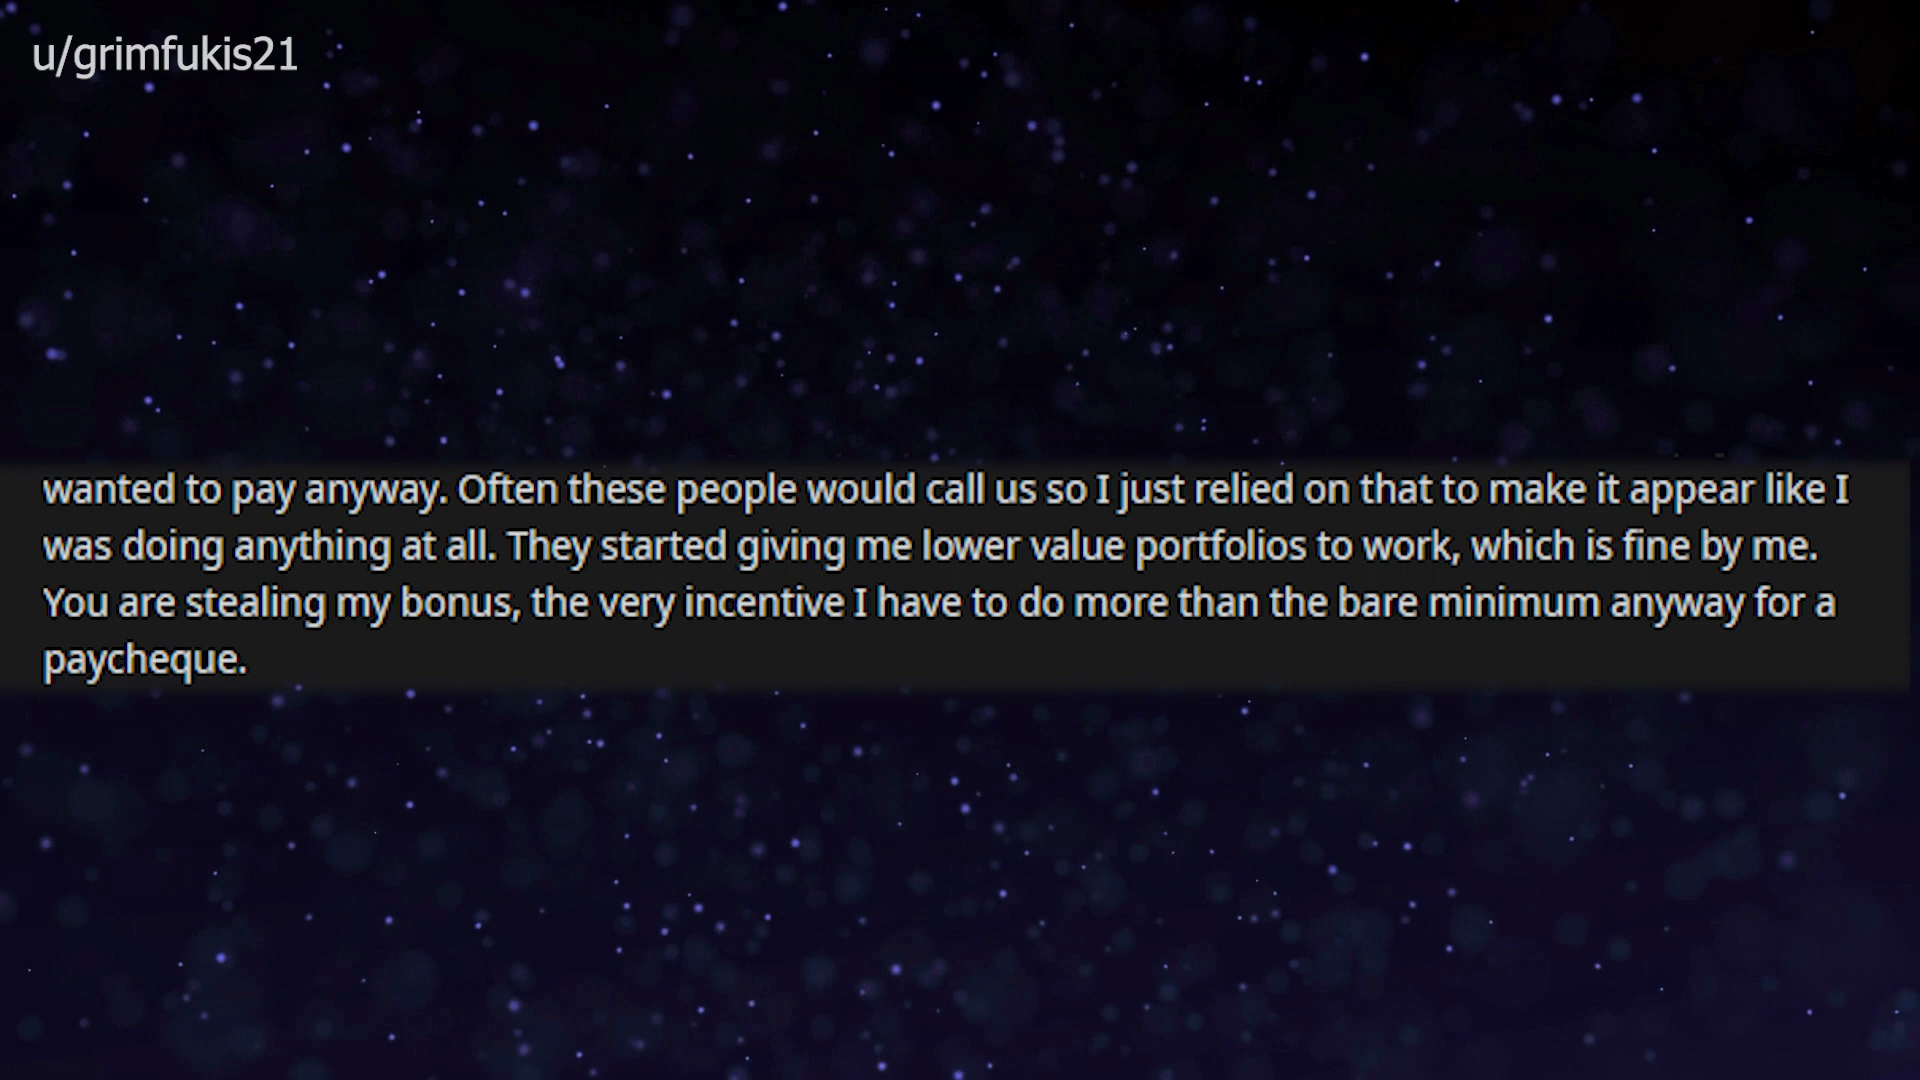 u/grimfukis21
wanted to pay anyway. Often these people would call us so I just relied on that to make it appear like I
was doing anything at all. They started giving me lower value portfolios to work, which is fine by me.
You are stealing my bonus, the very incentive I have to do more than the bare minimum anyway for a
paycheque.